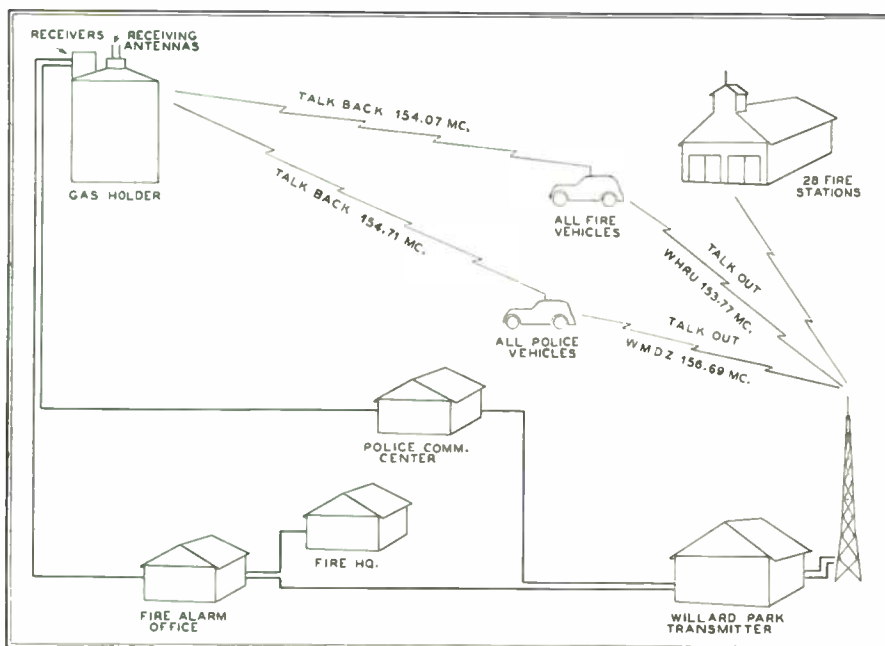 RECEIVERS
RECEIVING
ANTENNAS
GAS HOLDER
TALK BACK 154.07 MC.
TALK BACK 154.71 MC.
ALL FIRE
VEHICLES
28 FIRE
STATIONS
TALK OUT
WHRU 153.77 MC.
ALL POLICE
VEHICLES
TALK OUT
WMDZ 156.69 MC.
POLICE COMM.
CENTER
FIRE HQ.
FIRE ALARM
OFFICE
WILLARD PARK
TRANSMITTER